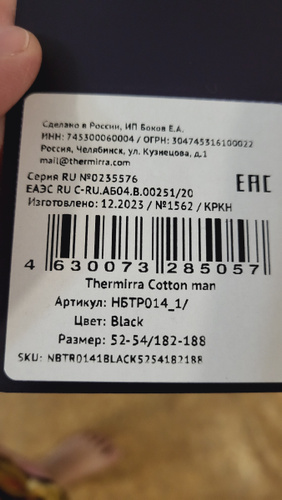 Сделано в России, ИП Боков Е.А.
ИНН: 745300060004 / ОГРН: 304745316100022
Россия, Челябинск, ул. Кузнецова, д.1
mail@thermirra.com
Серия RU №0235576
ЕАЭС RU С-RU.АБ04.В.00251/20
EAC
Изготовлено: 12.2023 / №1562 / КРКН
4 630073 285057
Thermirra Cotton man
Артикул: НБТР014_1/
Цвет: Black
Размер: 52-54/182-188
SKU: NBTR0141BLACK5254182188